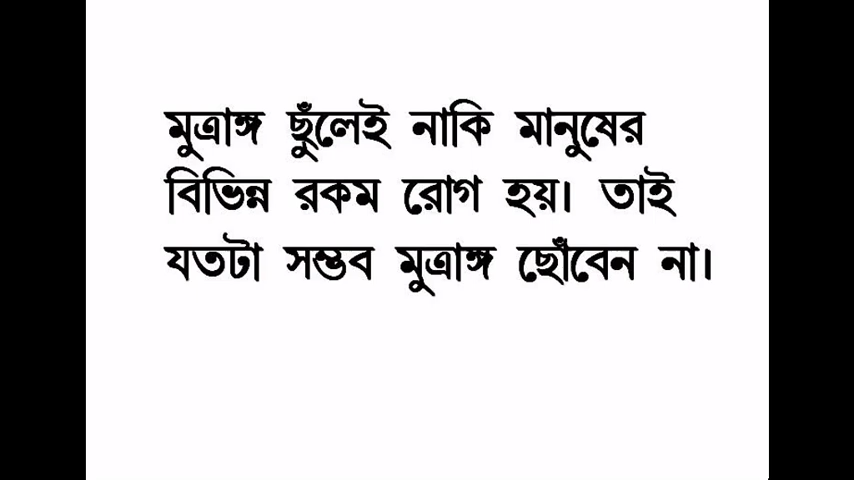 মুত্রাঙ্গ ছুঁলেই নাকি মানুষের
বিভিন্ন রকম রোগ হয়। তাই
যতটা সম্ভব মুত্রাঙ্গ ছোঁবেন না।